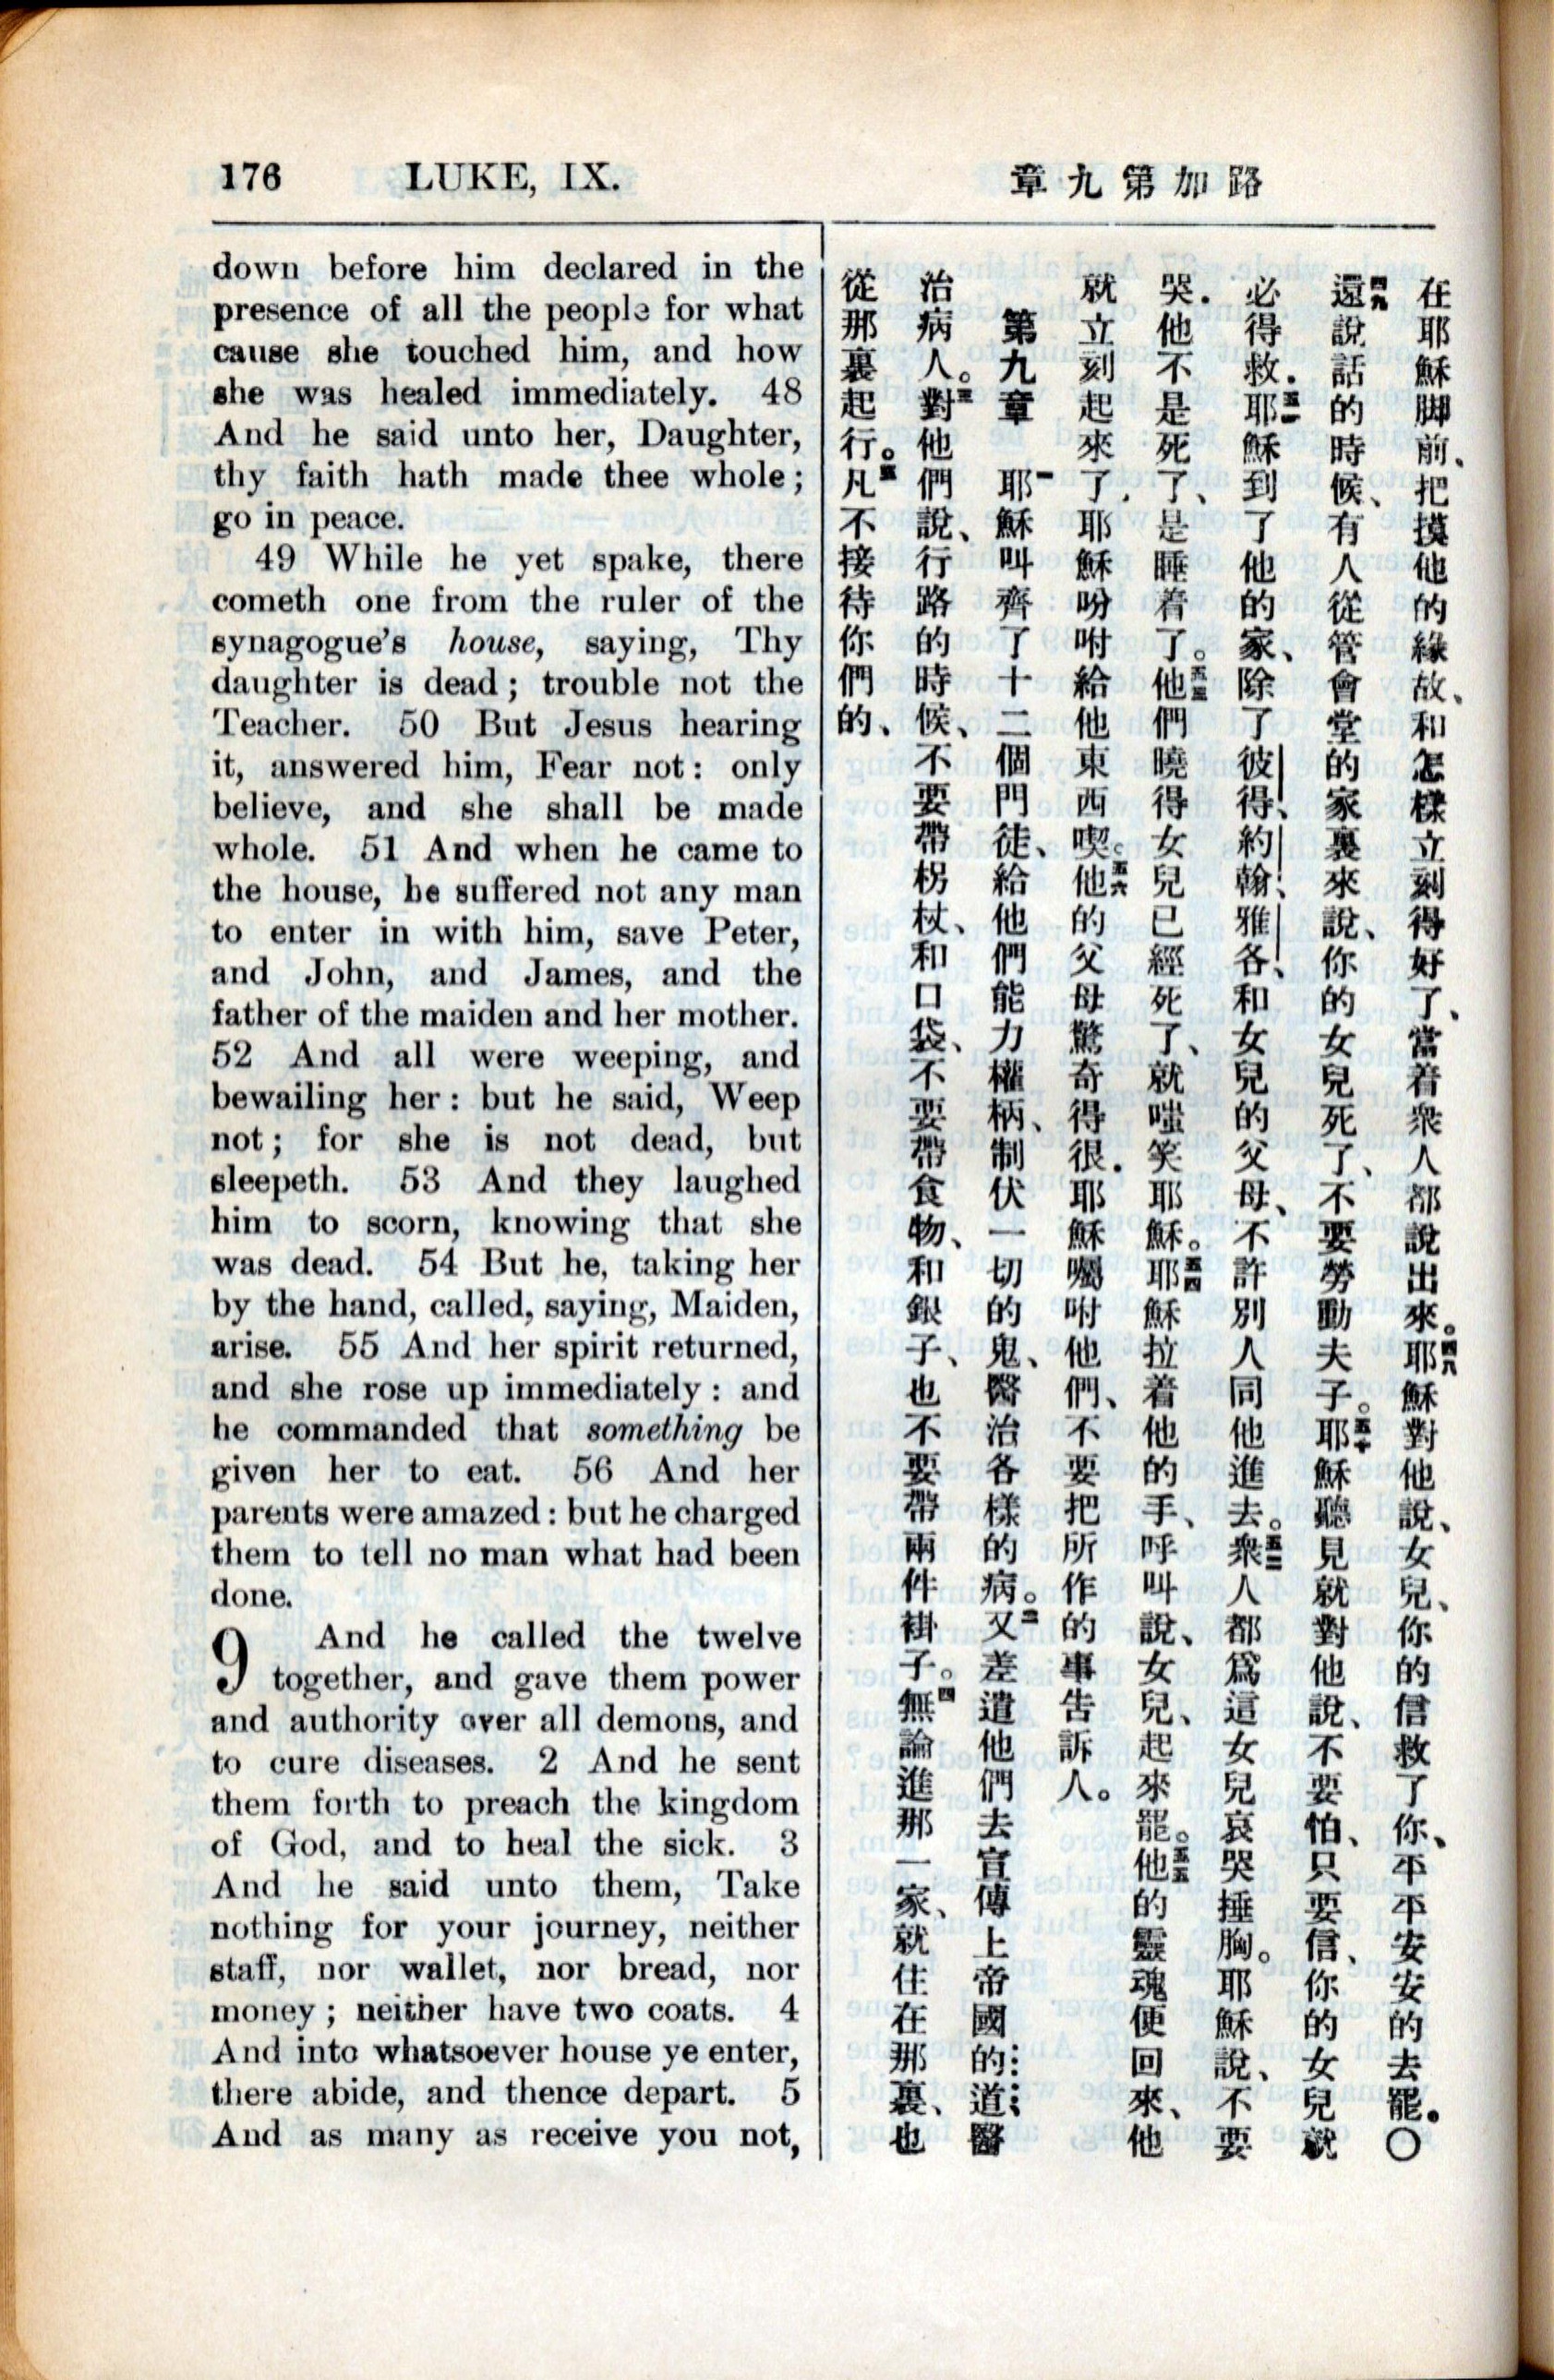 176 LUKE, IX.
路加第九章
down before him declared in the
presence of all the people for what
cause she touched him, and how
she was healed immediately. 48
And he said unto her, Daughter,
thy faith hath made thee whole;
go in peace.
49 While he yet spake, there
cometh one from the ruler of the
synagogue's house, saying, Thy
daughter is dead; trouble not the
Teacher. 50 But Jesus hearing
it, answered him, Fear not: only
believe, and she shall be made
whole. 51 And when he came to
the house, he suffered not any man
to enter in with him, save Peter,
and John, and James, and the
father of the maiden and her mother.
52 And all were weeping, and
bewailing her: but he said, Weep
not; for she is not dead, but
sleepeth. 53 And they laughed
him to scorn, knowing that she
was dead. 54 But he, taking her
by the hand, called, saying, Maiden,
arise. 55 And her spirit returned,
and she rose up immediately: and
he commanded that something be
given her to eat. 56 And her
parents were amazed: but he charged
them to tell no man what had been
done.
9 And he called the twelve
together, and gave them power
and authority over all demons, and
to cure diseases. 2 And he sent
them forth to preach the kingdom
of God, and to heal the sick. 3
And he said unto them, Take
nothing for your journey, neither
staff, nor wallet, nor bread, nor
money; neither have two coats. 4
And into whatsoever house ye enter,
there abide, and thence depart. 5
And as many as receive you not,
在耶穌脚前、把摸他的緣故、和怎樣立刻得好了、當着衆人都說出來。四八耶穌對他說、女兒、你的信救了你、平平安安的去罷。〇
四九還說話的時候、有人從管會堂的家裏來說、你的女兒死了、不要勞動夫子。五十耶穌聽見就對他說、不要怕、只要信、你的女兒就
必得救．五一耶穌到了他的家、除了彼得、約翰、雅各、和女兒的父母、不許別人同他進去。五二衆人都爲這女兒哀哭捶胸。耶穌說、不要
哭．他不是死了、是睡着了。五三他們曉得女兒已經死了、就嗤笑耶穌。五四耶穌拉着他的手、呼叫說、女兒、起來罷。五五他的靈魂便回來、他
就立刻起來了．耶穌吩咐給他東西喫。五六他的父母驚奇得很．耶穌囑咐他們、不要把所作的事告訴人。
第九章 一耶穌叫齊了十二個門徒、給他們能力權柄、制伏一切的鬼、醫治各樣的病。二又差遣他們去宣傳上帝國的道、醫
治病人。三對他們說、行路的時候、不要帶柺杖、和口袋、不要帶食物、和銀子、也不要帶兩件褂子。四無論進那一家、就住在那裏、也
從那裏起行。五凡不接待你們的、